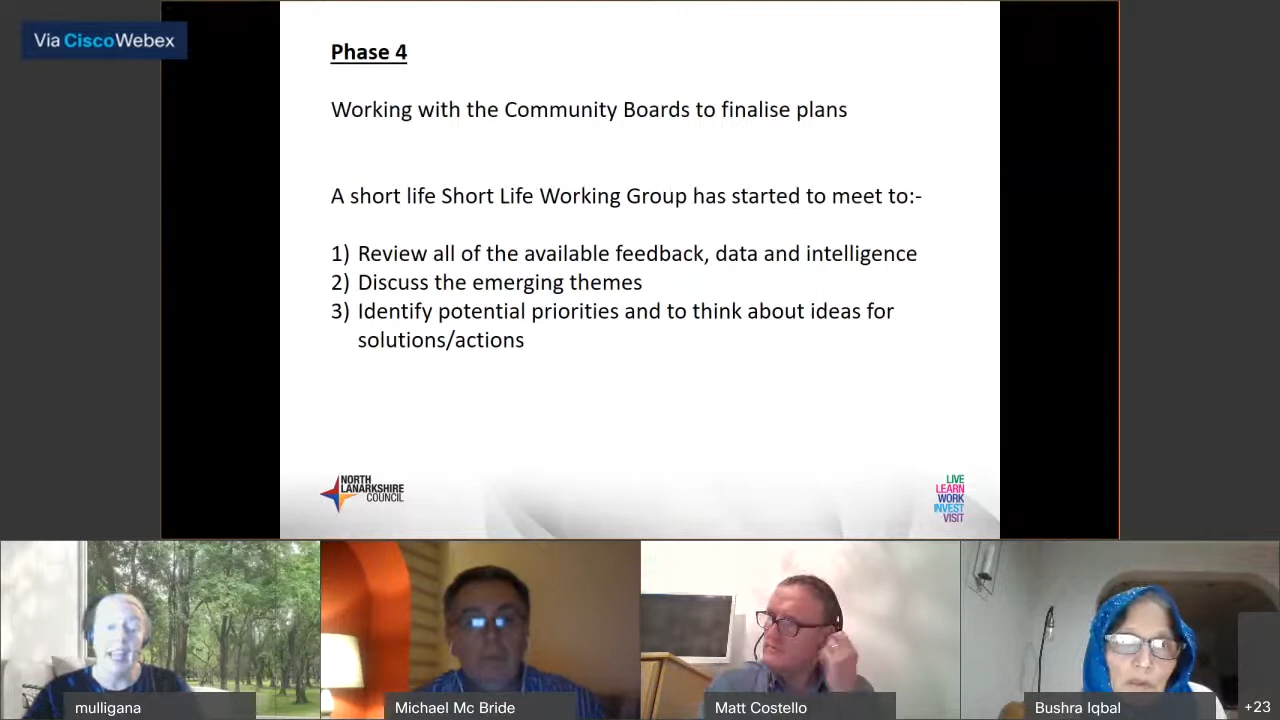 Via Cisco Webex
Phase 4
Working with the Community Boards to finalise plans
A short life Short Life Working Group has started to meet to:-
1) Review all of the available feedback, data and intelligence
2) Discuss the emerging themes
3) Identify potential priorities and to think about ideas for
solutions/actions
NORTH
LANARKSHIRE
COUNCIL
LIVE
LEARN
WORK
INVEST
VISIT
mulligana
Michael Mc Bride
Matt Costello
Bushra Iqbal
+23